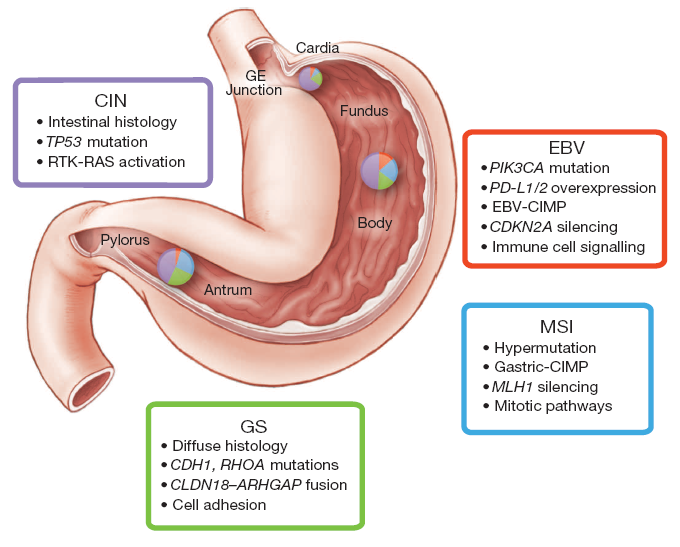 Cardia
GE
Junction
Fundus
Body
Pylorus
Antrum
CIN
• Intestinal histology
• TP53 mutation
• RTK-RAS activation
EBV
• PIK3CA mutation
• PD-L1/2 overexpression
• EBV-CIMP
• CDKN2A silencing
• Immune cell signalling
MSI
• Hypermutation
• Gastric-CIMP
• MLH1 silencing
• Mitotic pathways
GS
• Diffuse histology
• CDH1, RHOA mutations
• CLDN18–ARHGAP fusion
• Cell adhesion